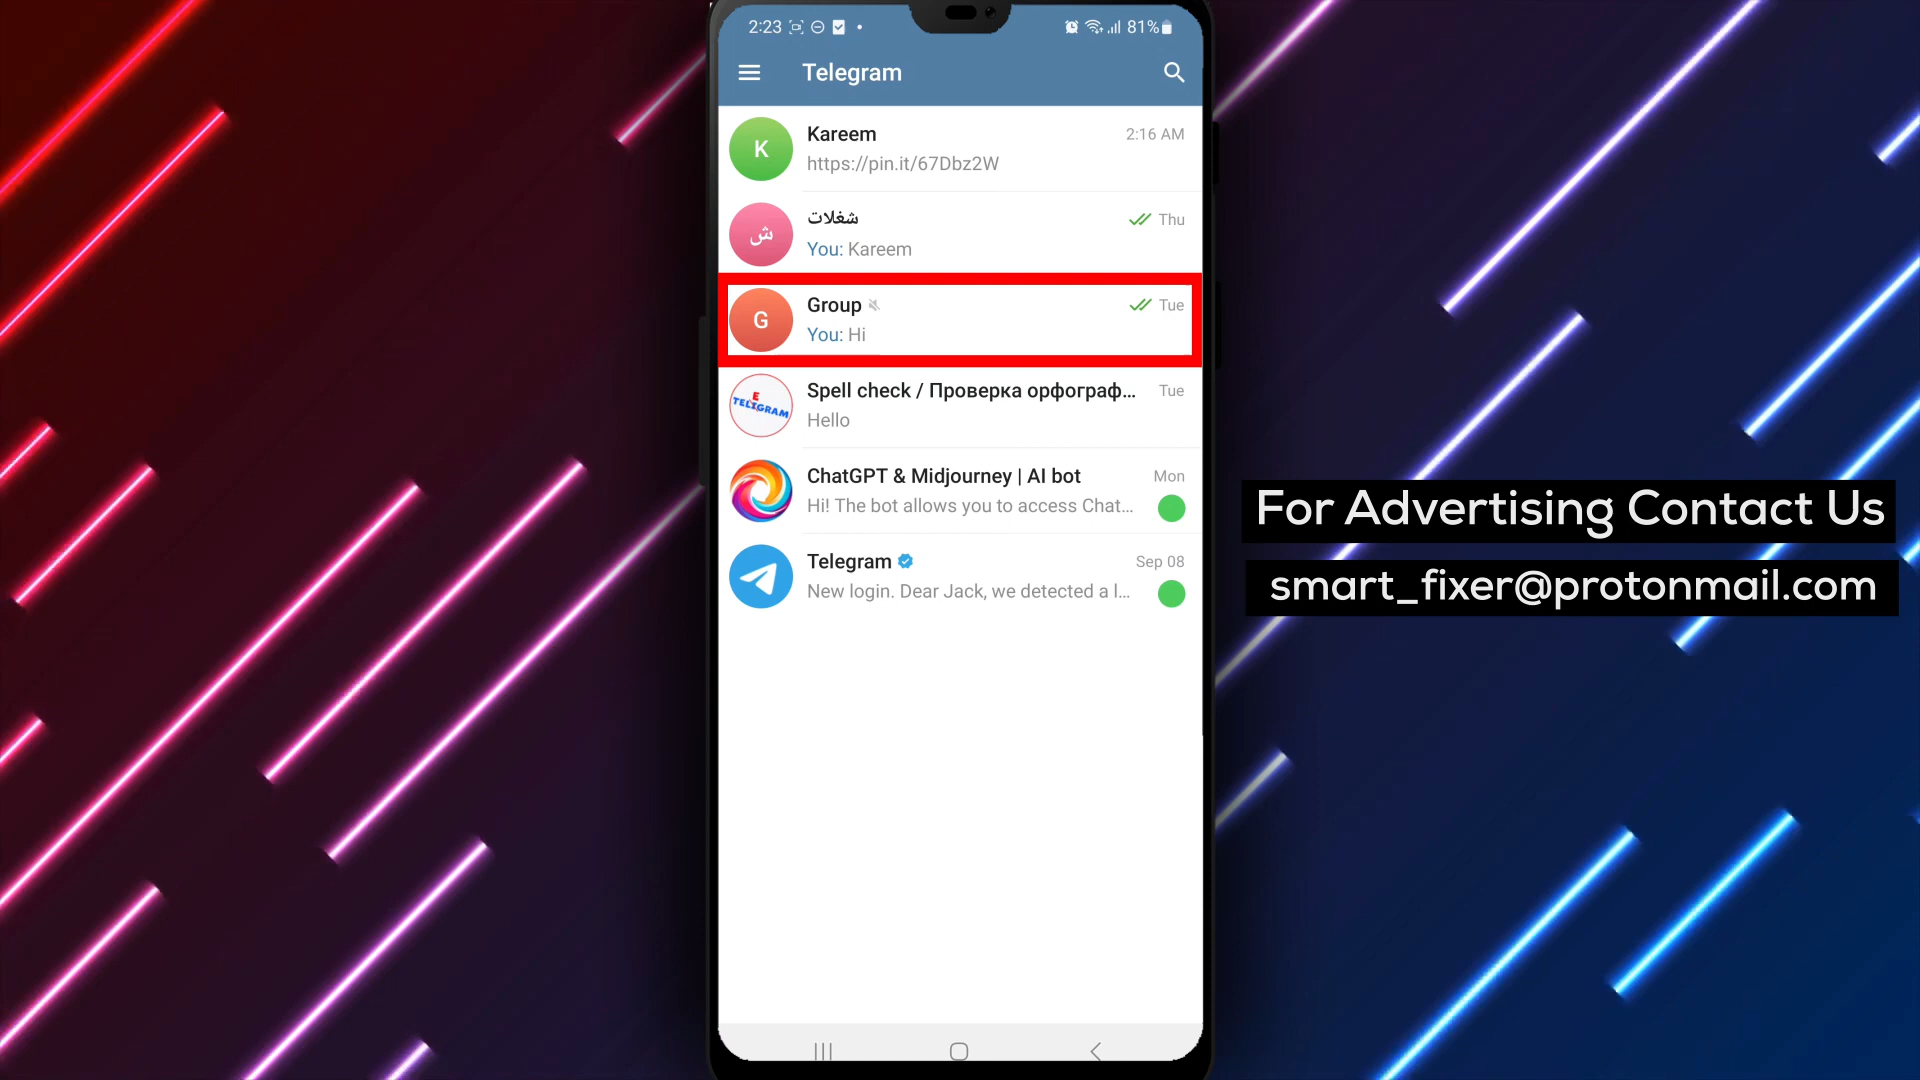 2:23
81%
Telegram
K
Kareem
2:16 AM
https://pin.it/67Dbz2W
ش
شغلات
Thu
You: Kareem
G
Group
Tue
You: Hi
E
TELIGRAM
Spell check / Проверка орфограф...
Tue
Hello
ChatGPT & Midjourney | AI bot
Mon
Hi! The bot allows you to access Chat...
Telegram
Sep 08
New login. Dear Jack, we detected a l...
For Advertising Contact Us
smart_fixer@protonmail.com